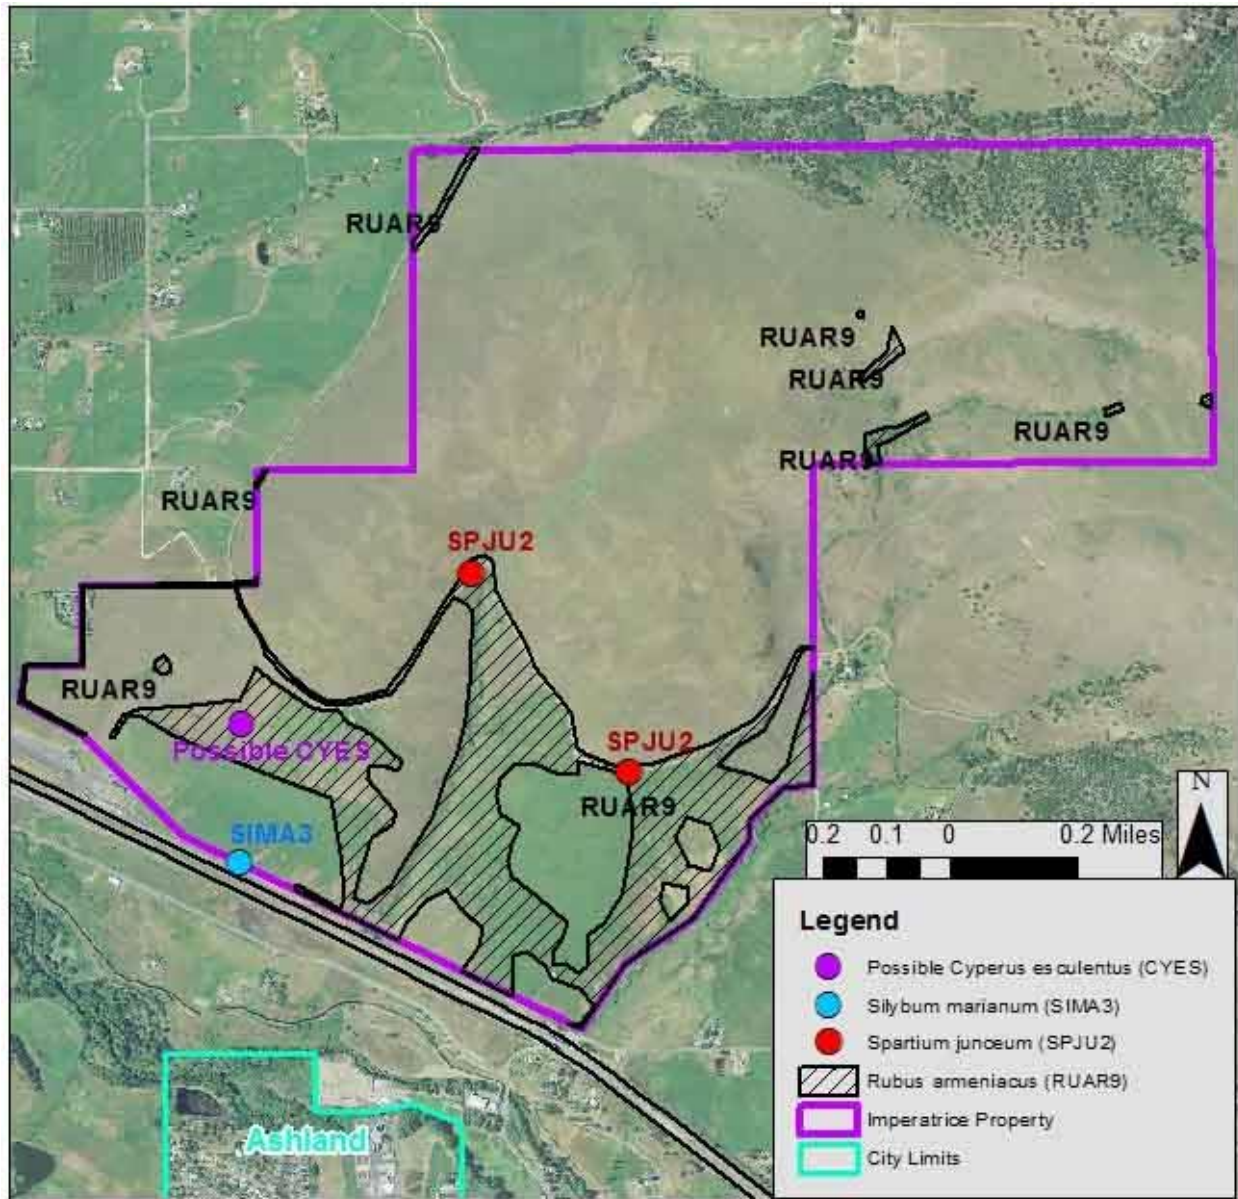 RUAR9
RUAR9
RUAR9
RUAR9
RUAR9
RUAR9
SPJU2
RUAR9
SPJU2
Possible CYES
RUAR9
SIMA3
N
0.2 0.1 0 0.2 Miles
Legend
Possible Cyperus esculentus (CYES)
Silybum marianum (SIMA3)
Spartium junceum (SPJU2)
Rubus armeniacus (RUAR9)
Imperatrice Property
City Limits
Ashland